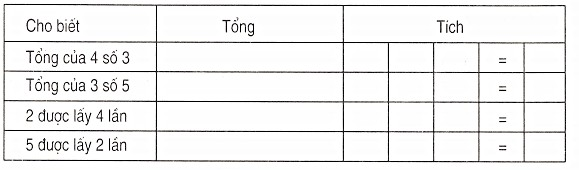 Cho biết Tổng Tích
Tổng của 4 số 3 =
Tổng của 3 số 5 =
2 được lấy 4 lần =
5 được lấy 2 lần =